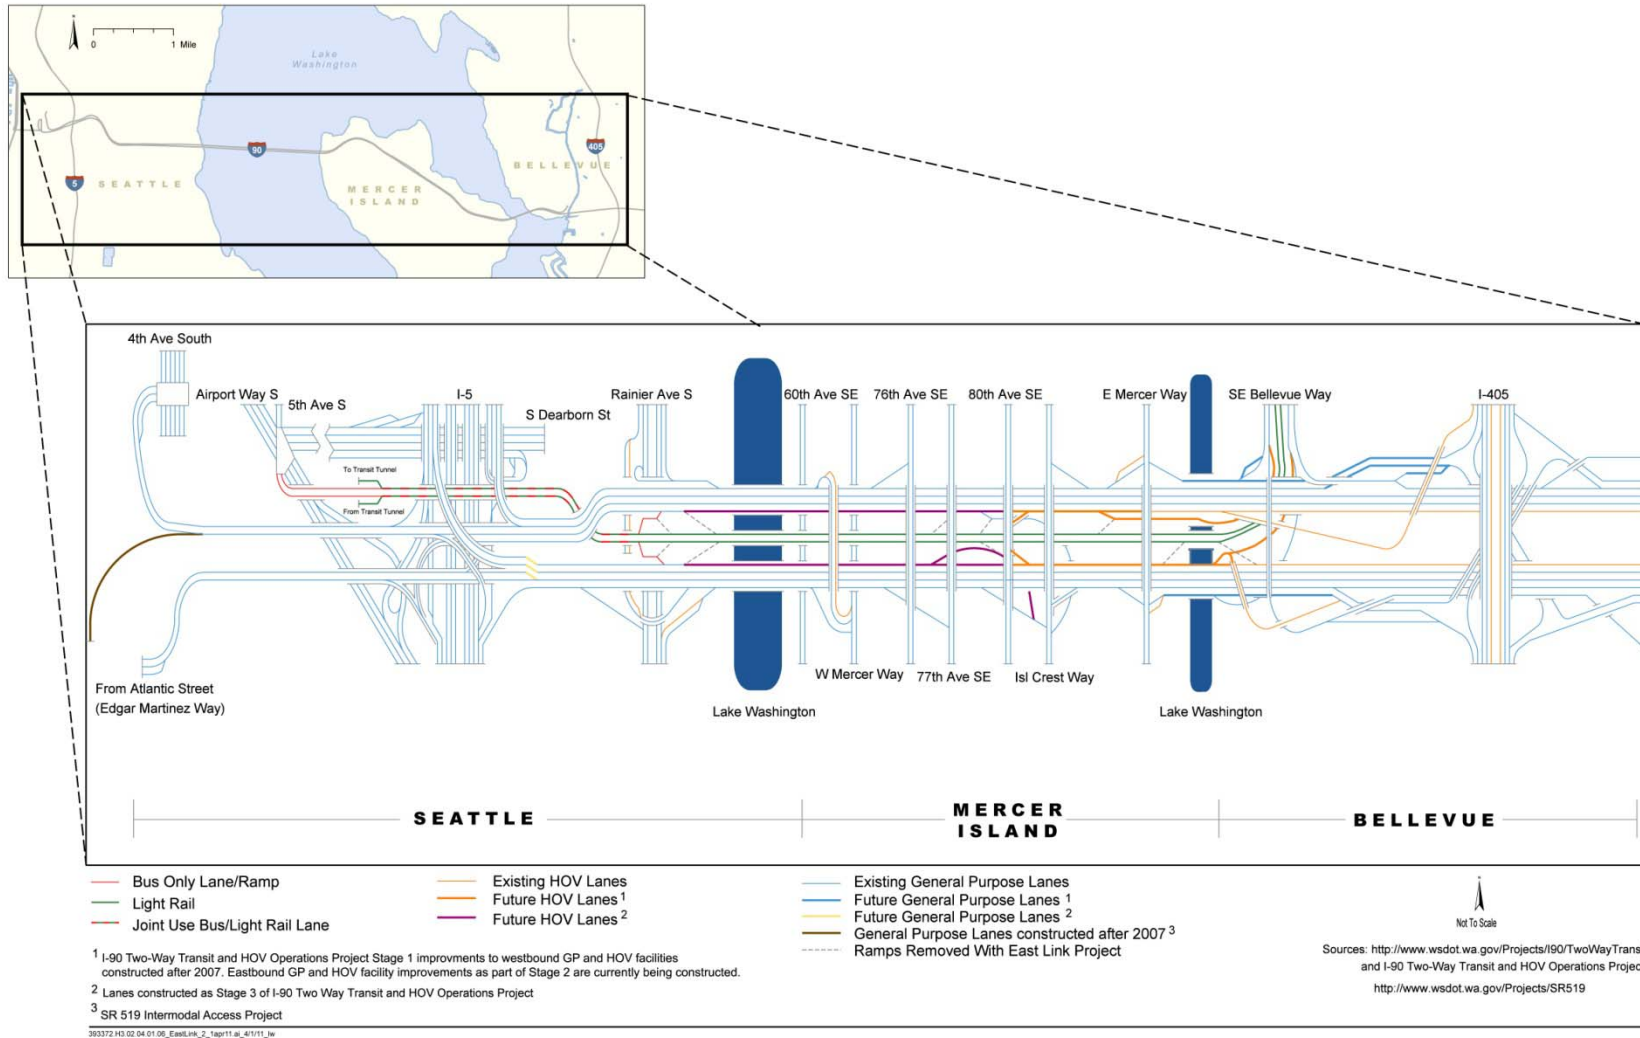 0 1 Mile
Lake
Washington
90
405
5
SEATTLE
MERCER
ISLAND
BELLEVUE
4th Ave South
Airport Way S
5th Ave S
I-5
S Dearborn St
Rainier Ave S
60th Ave SE
76th Ave SE
80th Ave SE
E Mercer Way
SE Bellevue Way
I-405
To Transit Tunnel
From Transit Tunnel
From Atlantic Street
(Edgar Martinez Way)
W Mercer Way
77th Ave SE
Isl Crest Way
Lake Washington
Lake Washington
SEATTLE
MERCER
ISLAND
BELLEVUE
Bus Only Lane/Ramp
Light Rail
Joint Use Bus/Light Rail Lane
Existing HOV Lanes
Future HOV Lanes 1
Future HOV Lanes 2
Existing General Purpose Lanes
Future General Purpose Lanes 1
Future General Purpose Lanes 2
General Purpose Lanes constructed after 2007 3
Ramps Removed With East Link Project
Not To Scale
1 I-90 Two-Way Transit and HOV Operations Project Stage 1 improvments to westbound GP and HOV facilities
constructed after 2007. Eastbound GP and HOV facility improvements as part of Stage 2 are currently being constructed.
2 Lanes constructed as Stage 3 of I-90 Two Way Transit and HOV Operations Project
3 SR 519 Intermodal Access Project
Sources: http://www.wsdot.wa.gov/Projects/I90/TwoWayTrans
and I-90 Two-Way Transit and HOV Operations Projec
http://www.wsdot.wa.gov/Projects/SR519
393372.H3.02.04.01.06_EastLink_2_1apr11.ai_4/1/11_lw